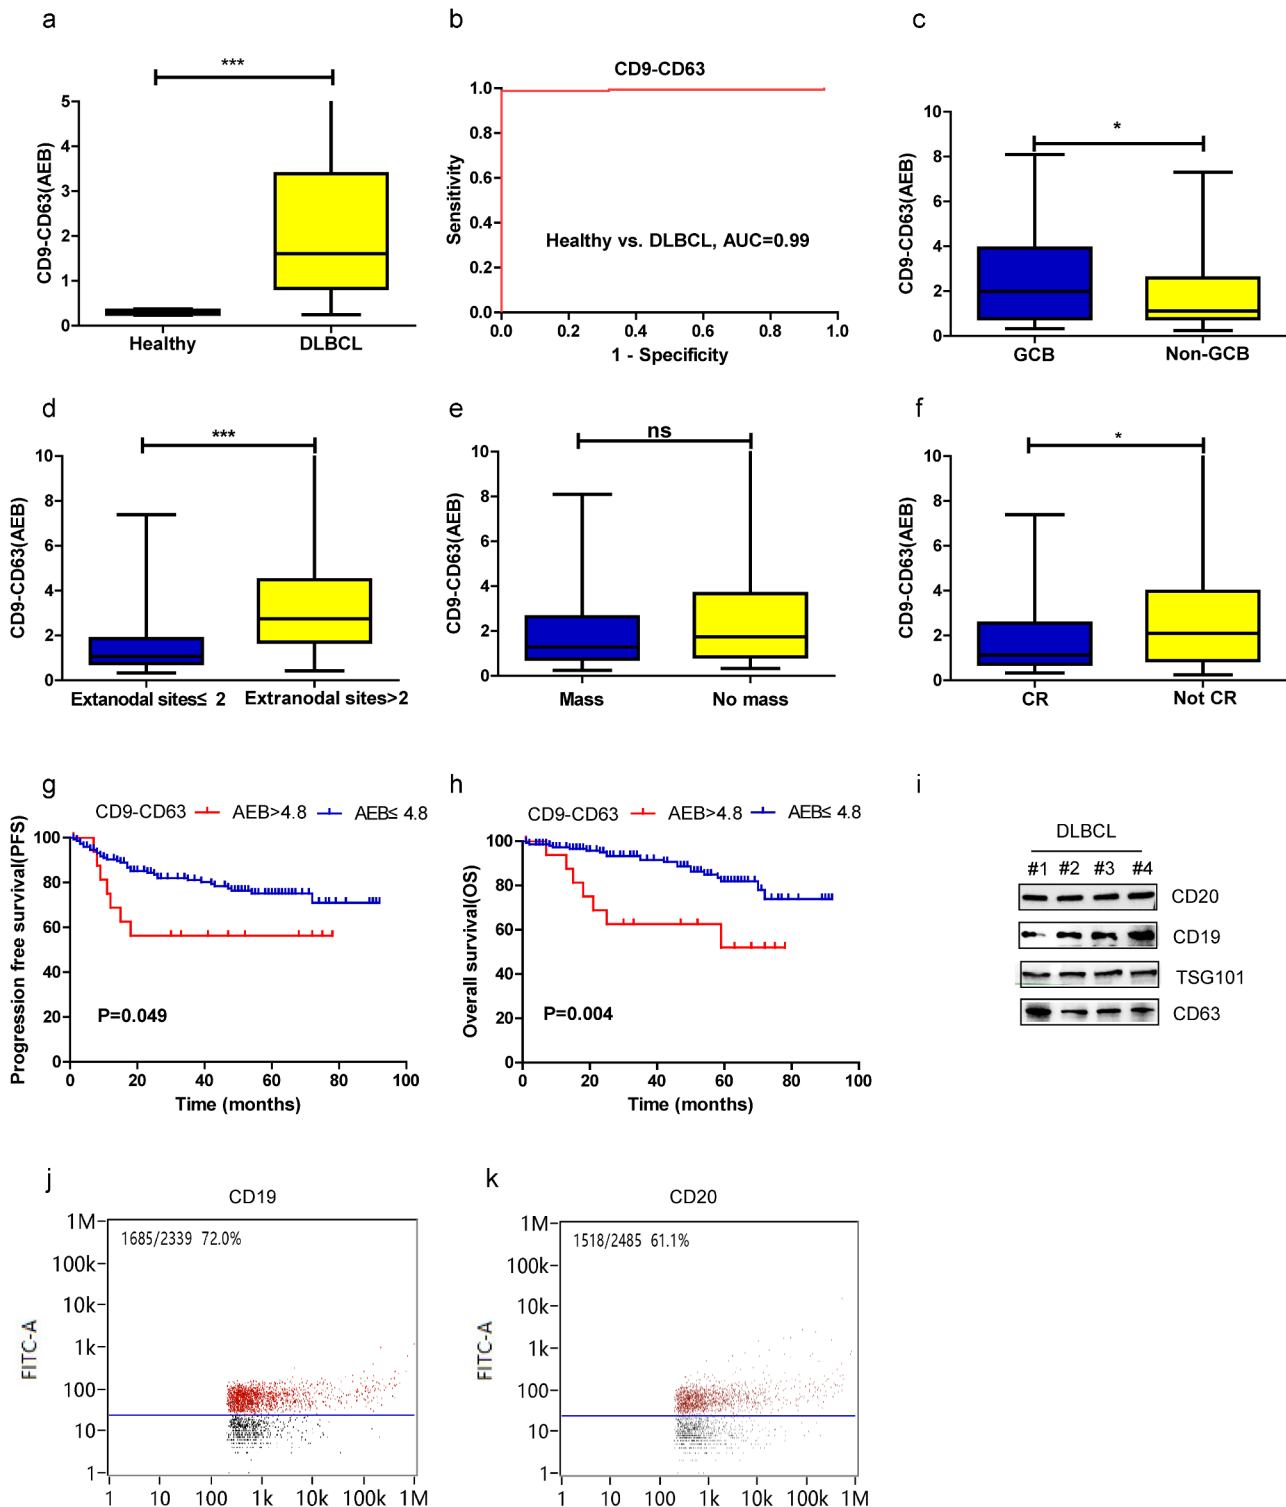 a
***
CD9-CD63(AEB)
5
4
3
2
1
0
Healthy
DLBCL
b
CD9-CD63
Sensitivity
1.0
0.8
0.6
0.4
0.2
0.0
Healthy vs. DLBCL, AUC=0.99
0.0 0.2 0.4 0.6 0.8 1.0
1 - Specificity
c
*
CD9-CD63(AEB)
10
8
6
4
2
0
GCB
Non-GCB
d
***
CD9-CD63(AEB)
10
8
6
4
2
0
Extanodal sites≤ 2
Extranodal sites>2
e
ns
CD9-CD63(AEB)
10
8
6
4
2
0
Mass
No mass
f
*
CD9-CD63(AEB)
10
8
6
4
2
0
CR
Not CR
g
CD9-CD63 AEB>4.8 AEB≤ 4.8
Progression free survival(PFS)
100
80
60
40
20
0
P=0.049
0 20 40 60 80 100
Time (months)
h
CD9-CD63 AEB>4.8 AEB≤ 4.8
Overall survival(OS)
100
80
60
40
20
0
P=0.004
0 20 40 60 80 100
Time (months)
i
DLBCL
#1 #2 #3 #4
CD20
CD19
TSG101
CD63
j
CD19
1685/2339 72.0%
FITC-A
1M
100k
10k
1k
100
10
1
1 10 100 1k 10k 100k 1M
k
CD20
1518/2485 61.1%
FITC-A
1M
100k
10k
1k
100
10
1
1 10 100 1k 10k 100k 1M